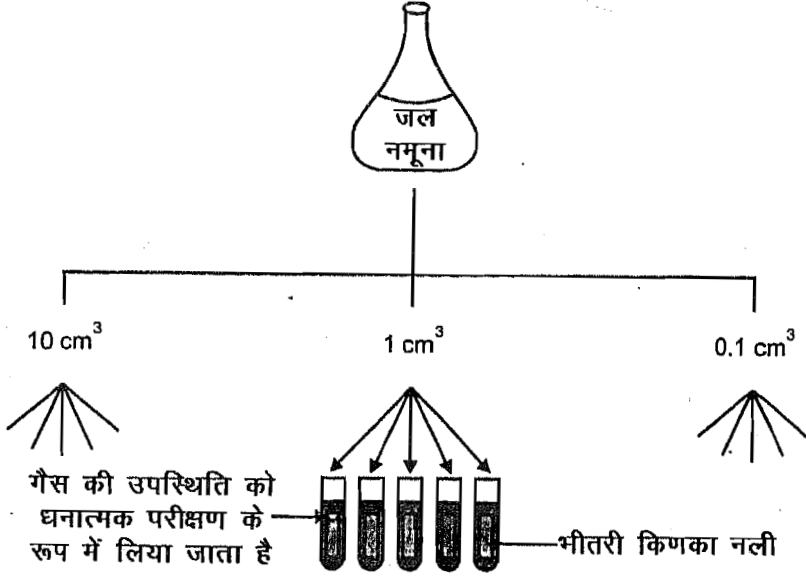 जल
नमूना
10 cm³
1 cm³
0.1 cm³
गैस की उपस्थिति को
धनात्मक परीक्षण के
रूप में लिया जाता है
भीतरी किणका नली